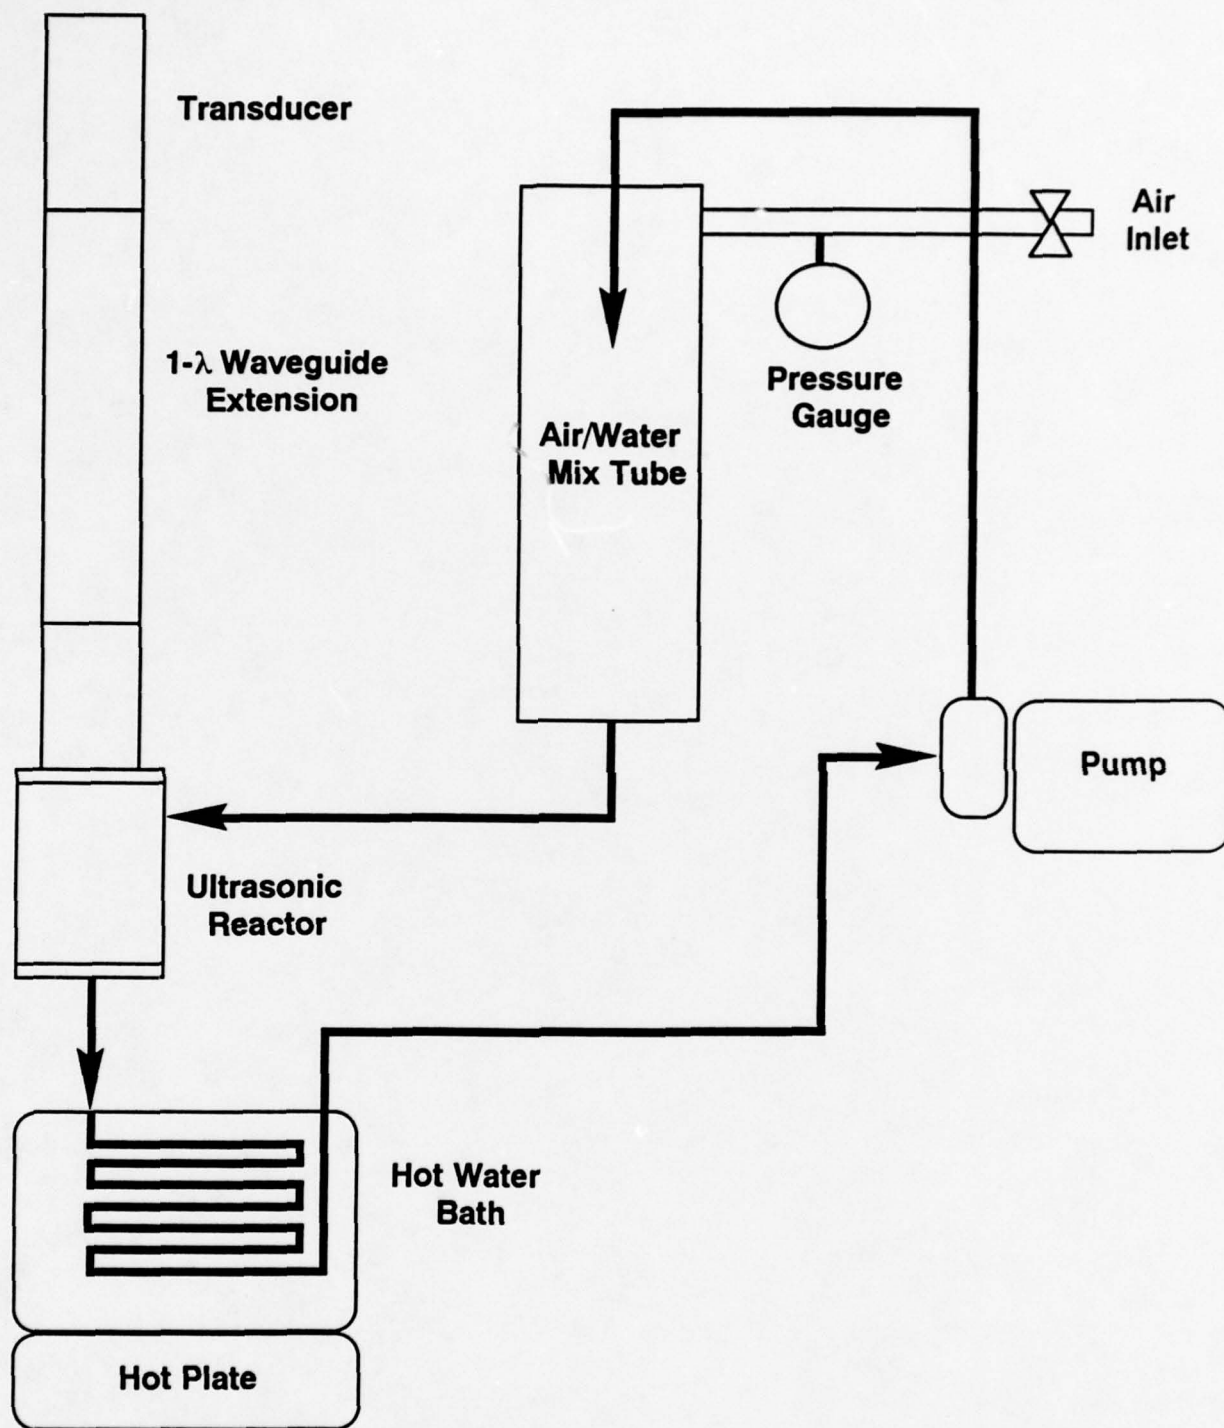 Transducer
Air
Inlet
1-λ Waveguide
Extension
Pressure
Gauge
Air/Water
Mix Tube
Pump
Ultrasonic
Reactor
Hot Water
Bath
Hot Plate